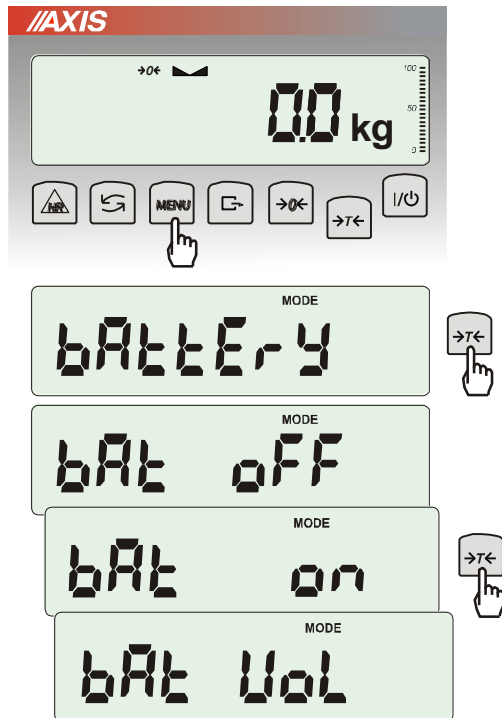 //AXIS
→0←
100
50
0
0.0 kg
HR MENU →0← →T← I/⏻
MODE
bAttErY
→T←
MODE
bAt oFF
MODE
bAt on
→T←
MODE
bAt VoL